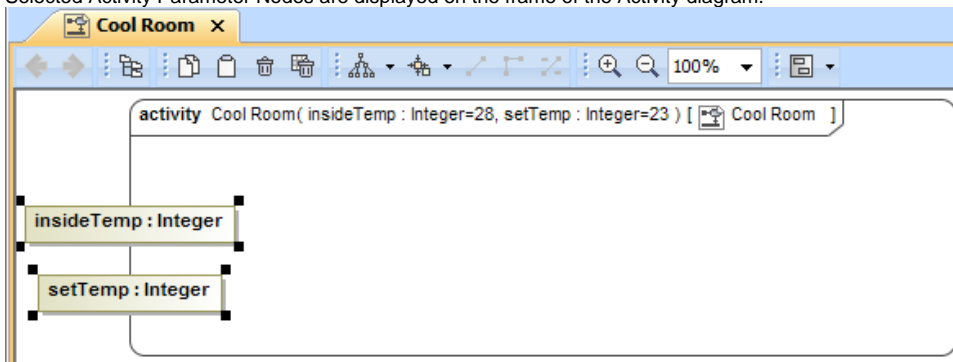 Selected Activity Parameter Nodes are displayed on the frame of the Activity diagram.
Cool Room X
100%
activity Cool Room( insideTemp : Integer=28, setTemp : Integer=23 ) [ Cool Room ]
insideTemp : Integer
setTemp : Integer